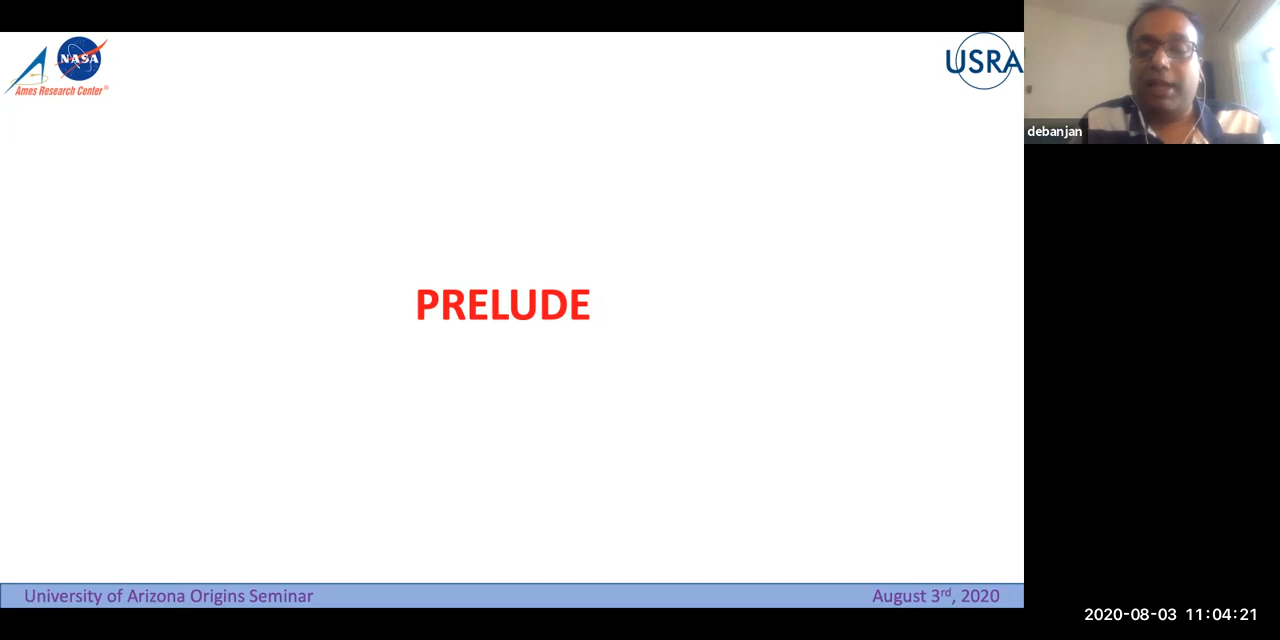 NASA
Ames Research Center®
USRA
debanjan
PRELUDE
University of Arizona Origins Seminar
August 3rd, 2020
2020-08-03 11:04:21